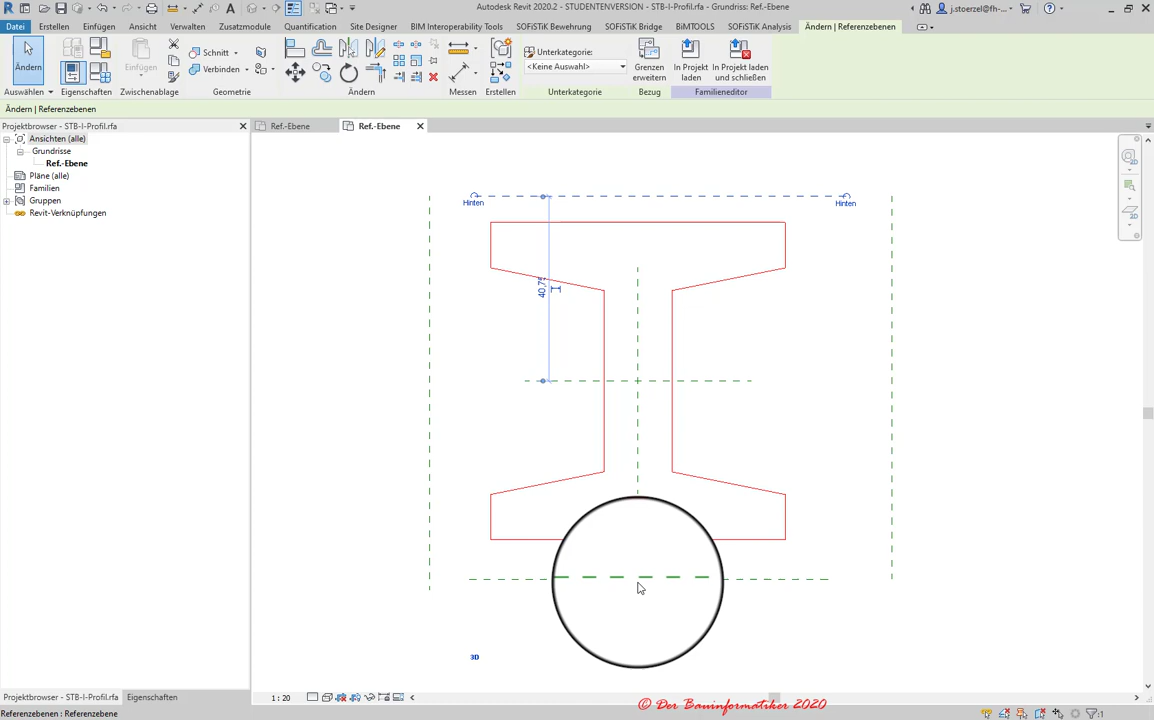 Autodesk Revit 2020.2 - STUDENTENVERSION - STB-I-Profil.rfa - Grundriss: Ref.-Ebene
j.stoerzel@fh-...
Datei Erstellen Einfügen Ansicht Verwalten Zusatzmodule Quantification Site Designer BIM Interoperability Tools SOFiSTiK Bewehrung SOFiSTiK Bridge BiMTOOLS SOFiSTiK Analysis Ändern | Referenzebenen
Ändern
Einfügen
Schnitt
Verbinden
Unterkategorie:
<Keine Auswahl>
Grenzen erweitern
In Projekt laden
In Projekt laden und schließen
Auswählen Eigenschaften Zwischenablage Geometrie Ändern Messen Erstellen Unterkategorie Bezug Familieneditor
Ändern | Referenzebenen
Projektbrowser - STB-I-Profil.rfa
Ref.-Ebene
Ref.-Ebene
Ansichten (alle)
Grundrisse
Ref.-Ebene
Pläne (alle)
Familien
Gruppen
Revit-Verknüpfungen
Hinten
Hinten
3D
Projektbrowser - STB-I-Profil.rfa Eigenschaften
1 : 20
© Der Bauinformatiker 2020
Referenzebenen : Referenzebene
:1